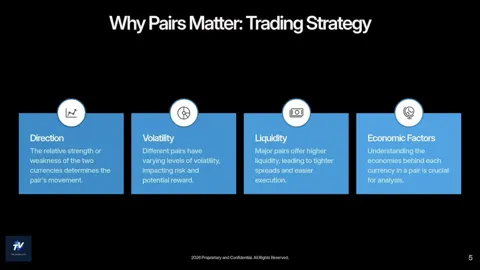 Why Pairs Matter: Trading Strategy
Direction
The relative strength or
weakness of the two
currencies determines the
pair's movement.
Volatility
Different pairs have
varying levels of volatility,
impacting risk and
potential reward.
Liquidity
Major pairs offer higher
liquidity, leading to tighter
spreads and easier
execution.
Economic Factors
Understanding the
economies behind each
currency in a pair is crucial
for analysis.
Proprietary and Confidential. All Rights Reserved.
5